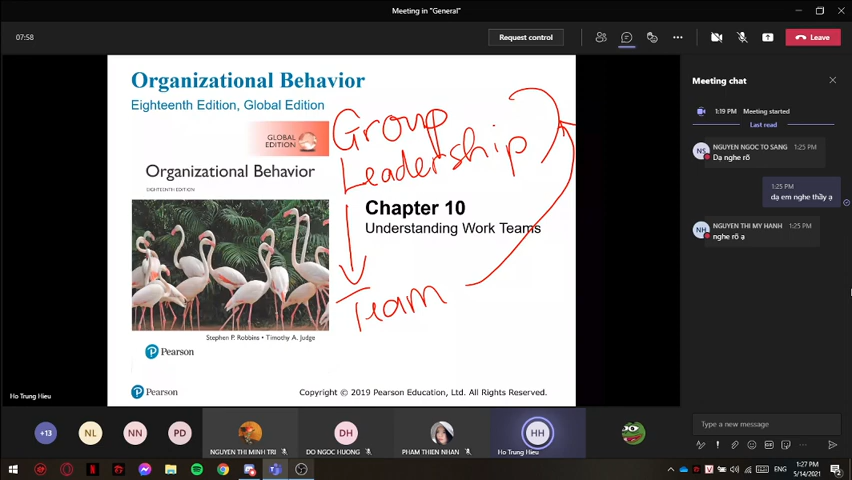 Meeting in "General"
07:58
Request control
Leave
Organizational Behavior
Eighteenth Edition, Global Edition
GLOBAL
EDITION
Organizational Behavior
EIGHTEENTH EDITION
Group
Leadership
Chapter 10
Understanding Work Teams
Team
Stephen P. Robbins • Timothy A. Judge
Pearson
Pearson
Copyright © 2019 Pearson Education, Ltd. All Rights Reserved.
Ho Trung Hieu
Meeting chat
1:19 PM Meeting started
Last read
NS
NGUYEN NGOC TO SANG 1:25 PM
Dạ nghe rõ
1:25 PM
dạ em nghe thầy ạ
NH
NGUYEN THI MY HANH 1:25 PM
nghe rõ ạ
Type a new message
+13
NL
NN
PD
NGUYEN THI MINH TRI
DH
DO NGOC HUONG
PHAM THIEN NHAN
HH
Ho Trung Hieu
ENG
1:27 PM
5/14/2021